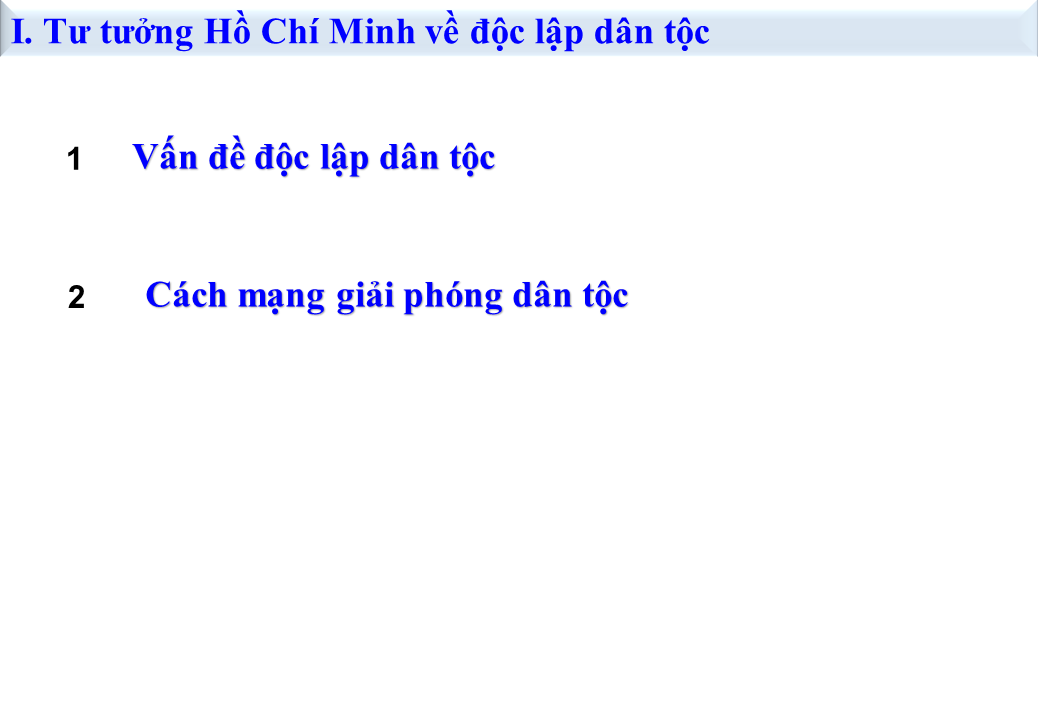 I. Tư tưởng Hồ Chí Minh về độc lập dân tộc
1 Vấn đề độc lập dân tộc
2 Cách mạng giải phóng dân tộc